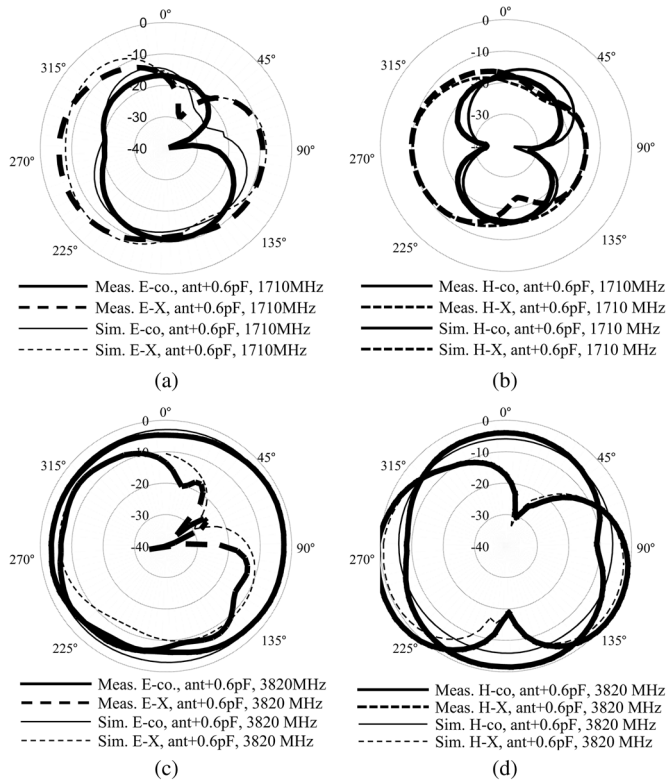 0°
0
-10
-20
-30
-40
45°
90°
135°
225°
270°
315°
Meas. E-co., ant+0.6pF, 1710MHz
Meas. E-X, ant+0.6pF, 1710MHz
Sim. E-co, ant+0.6pF, 1710MHz
Sim. E-X, ant+0.6pF, 1710MHz
(a)
0°
0
-10
-20
-30
-40
45°
90°
135°
225°
270°
315°
Meas. H-co, ant+0.6pF, 1710MHz
Meas. H-X, ant+0.6pF, 1710 MHz
Sim. H-co, ant+0.6pF, 1710 MHz
Sim. H-X, ant+0.6pF, 1710 MHz
(b)
0°
0
-10
-20
-30
-40
45°
90°
135°
225°
270°
315°
Meas. E-co., ant+0.6pF, 3820MHz
Meas. E-X, ant+0.6pF, 3820 MHz
Sim. E-co, ant+0.6pF, 3820 MHz
Sim. E-X, ant+0.6pF, 3820 MHz
(c)
0°
0
-10
-20
-30
-40
45°
90°
135°
225°
270°
315°
Meas. H-co, ant+0.6pF, 3820 MHz
Meas. H-X, ant+0.6pF, 3820 MHz
Sim. H-co, ant+0.6pF, 3820 MHz
Sim. H-X, ant+0.6pF, 3820 MHz
(d)